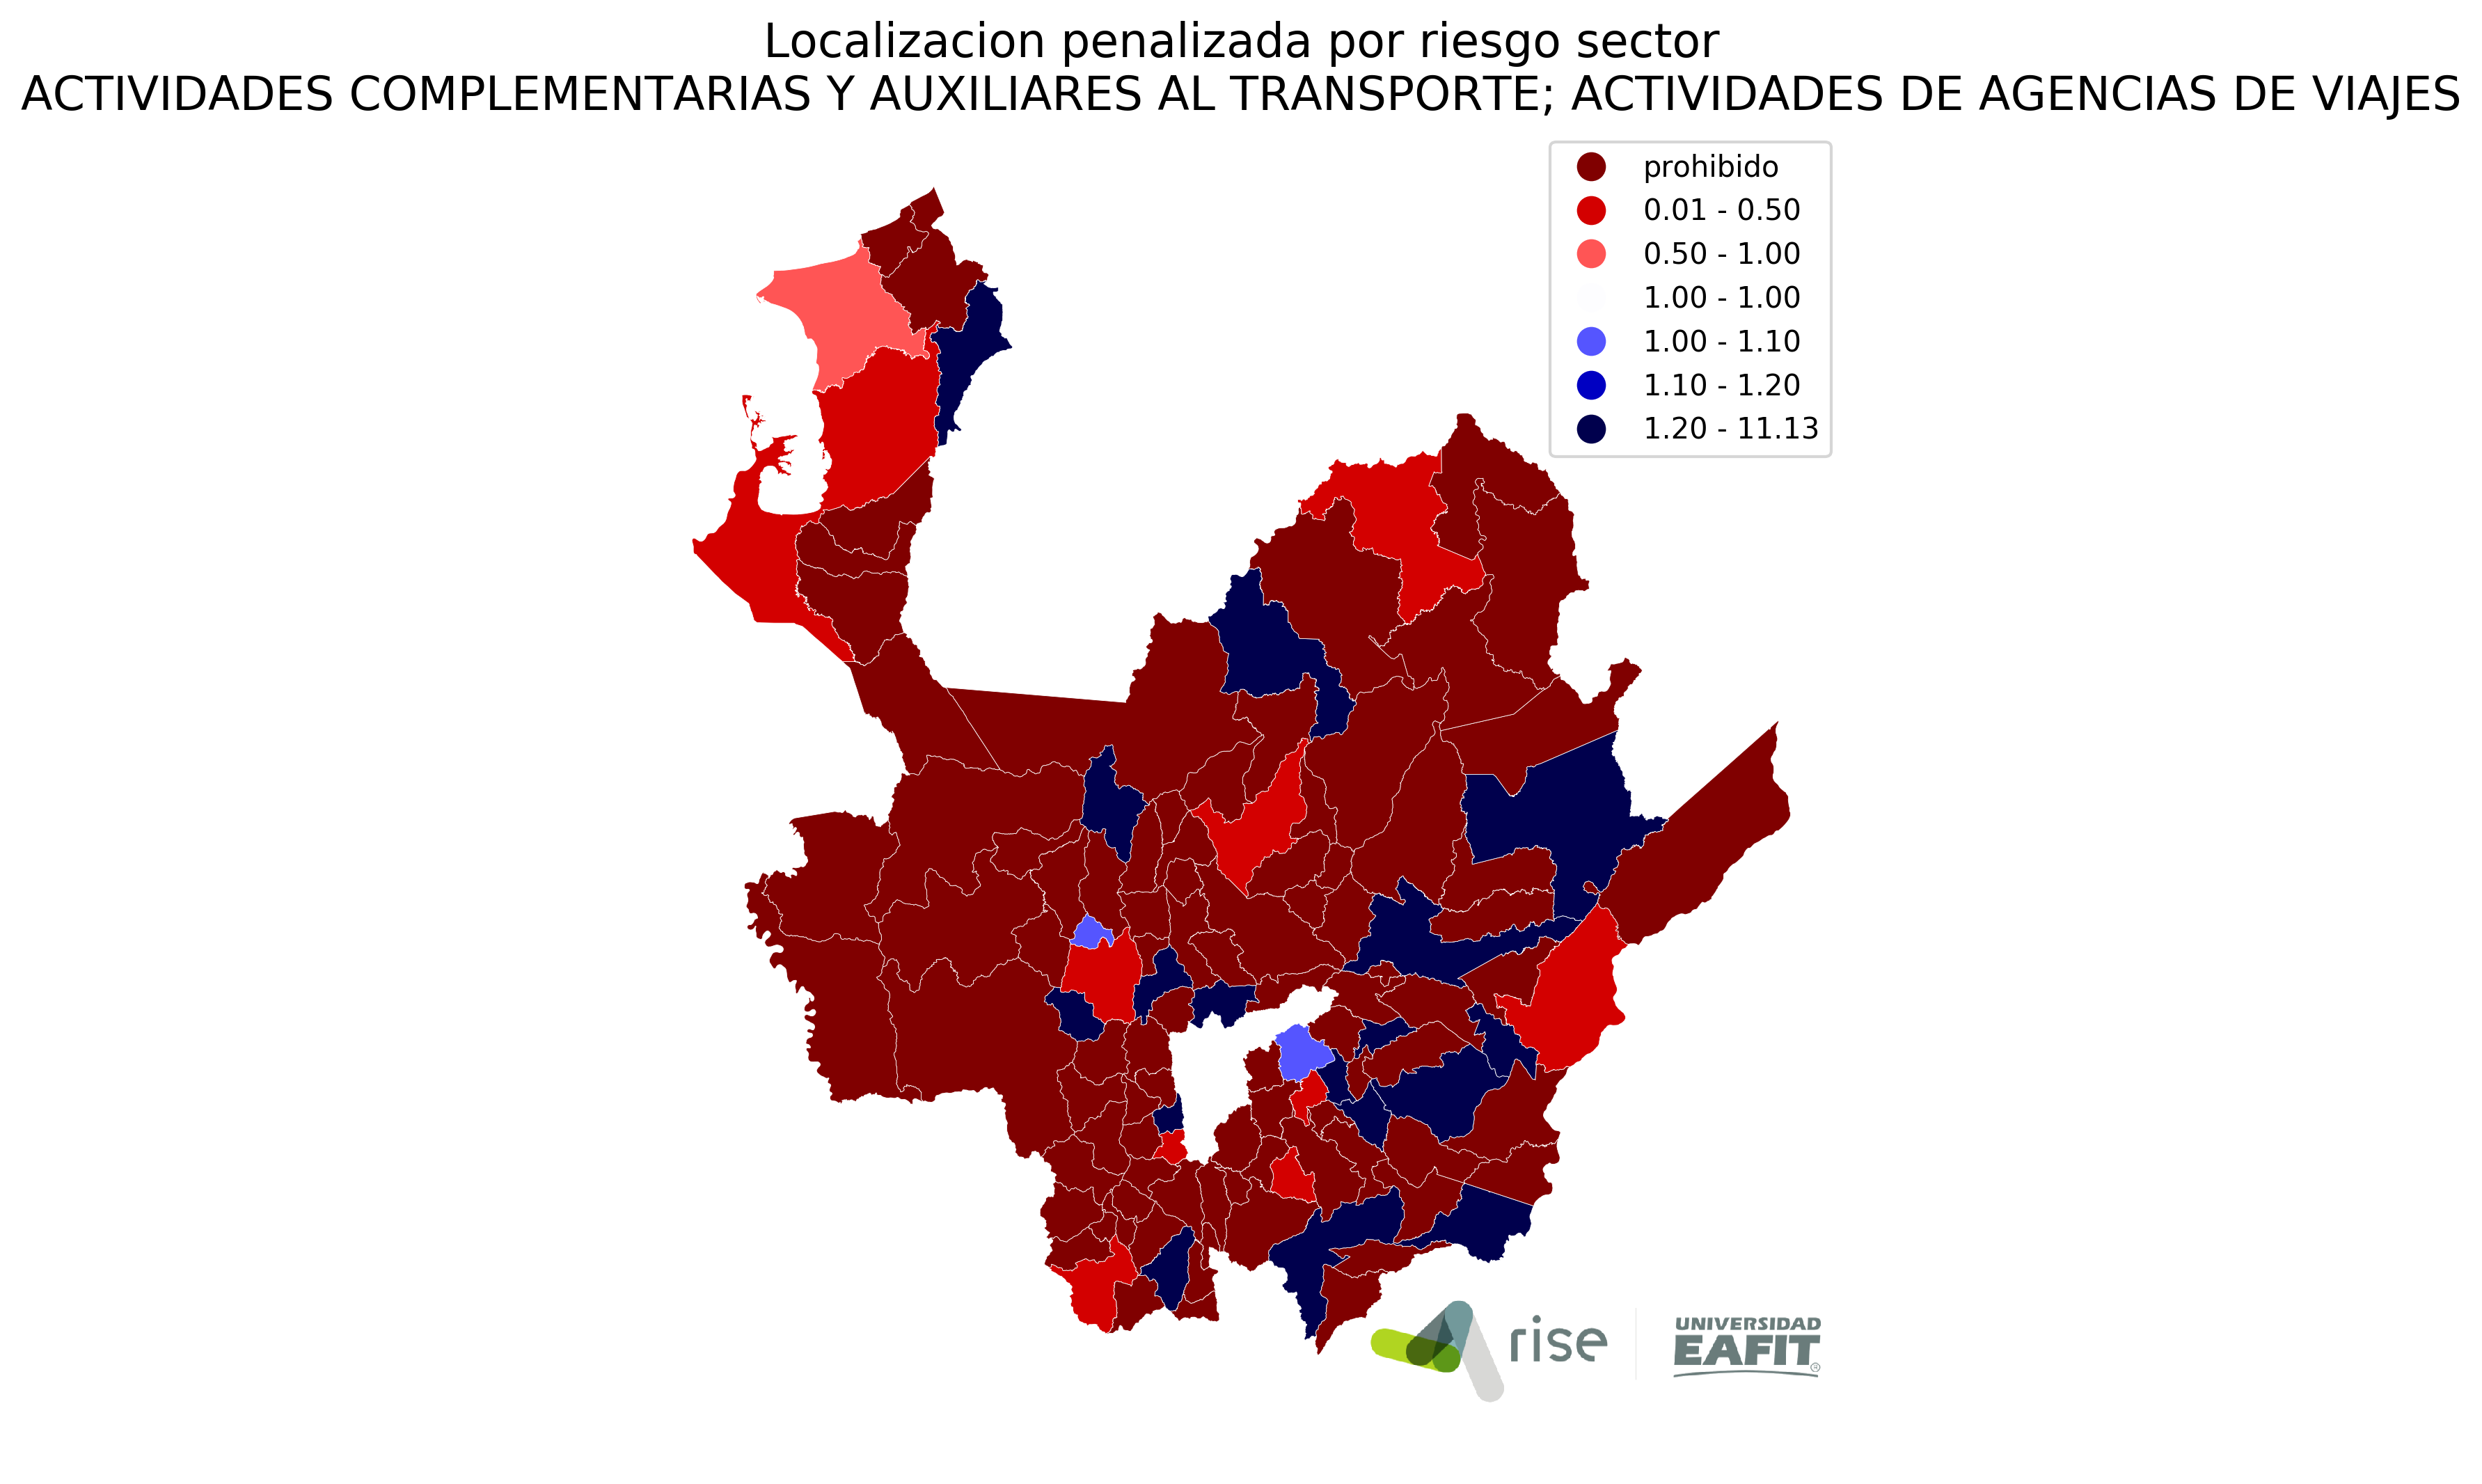 Localizacion penalizada por riesgo sector
ACTIVIDADES COMPLEMENTARIAS Y AUXILIARES AL TRANSPORTE; ACTIVIDADES DE AGENCIAS DE VIAJES
prohibido
0.01 - 0.50
0.50 - 1.00
1.00 - 1.00
1.00 - 1.10
1.10 - 1.20
1.20 - 11.13
rise
UNIVERSIDAD
EAFIT®